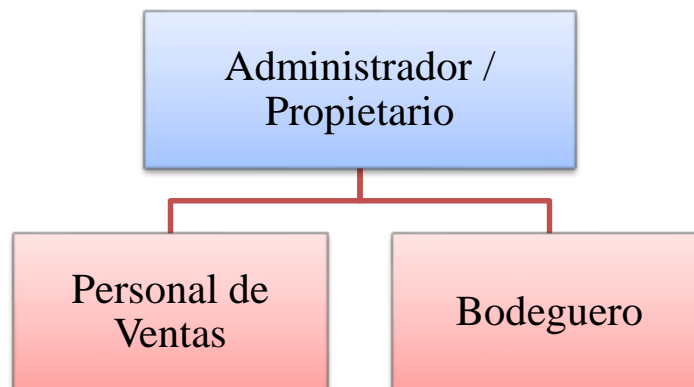 Administrador /
Propietario
Personal de
Ventas
Bodeguero